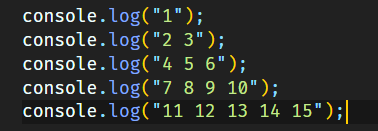 console.log("1");
console.log("2 3");
console.log("4 5 6");
console.log("7 8 9 10");
console.log("11 12 13 14 15");